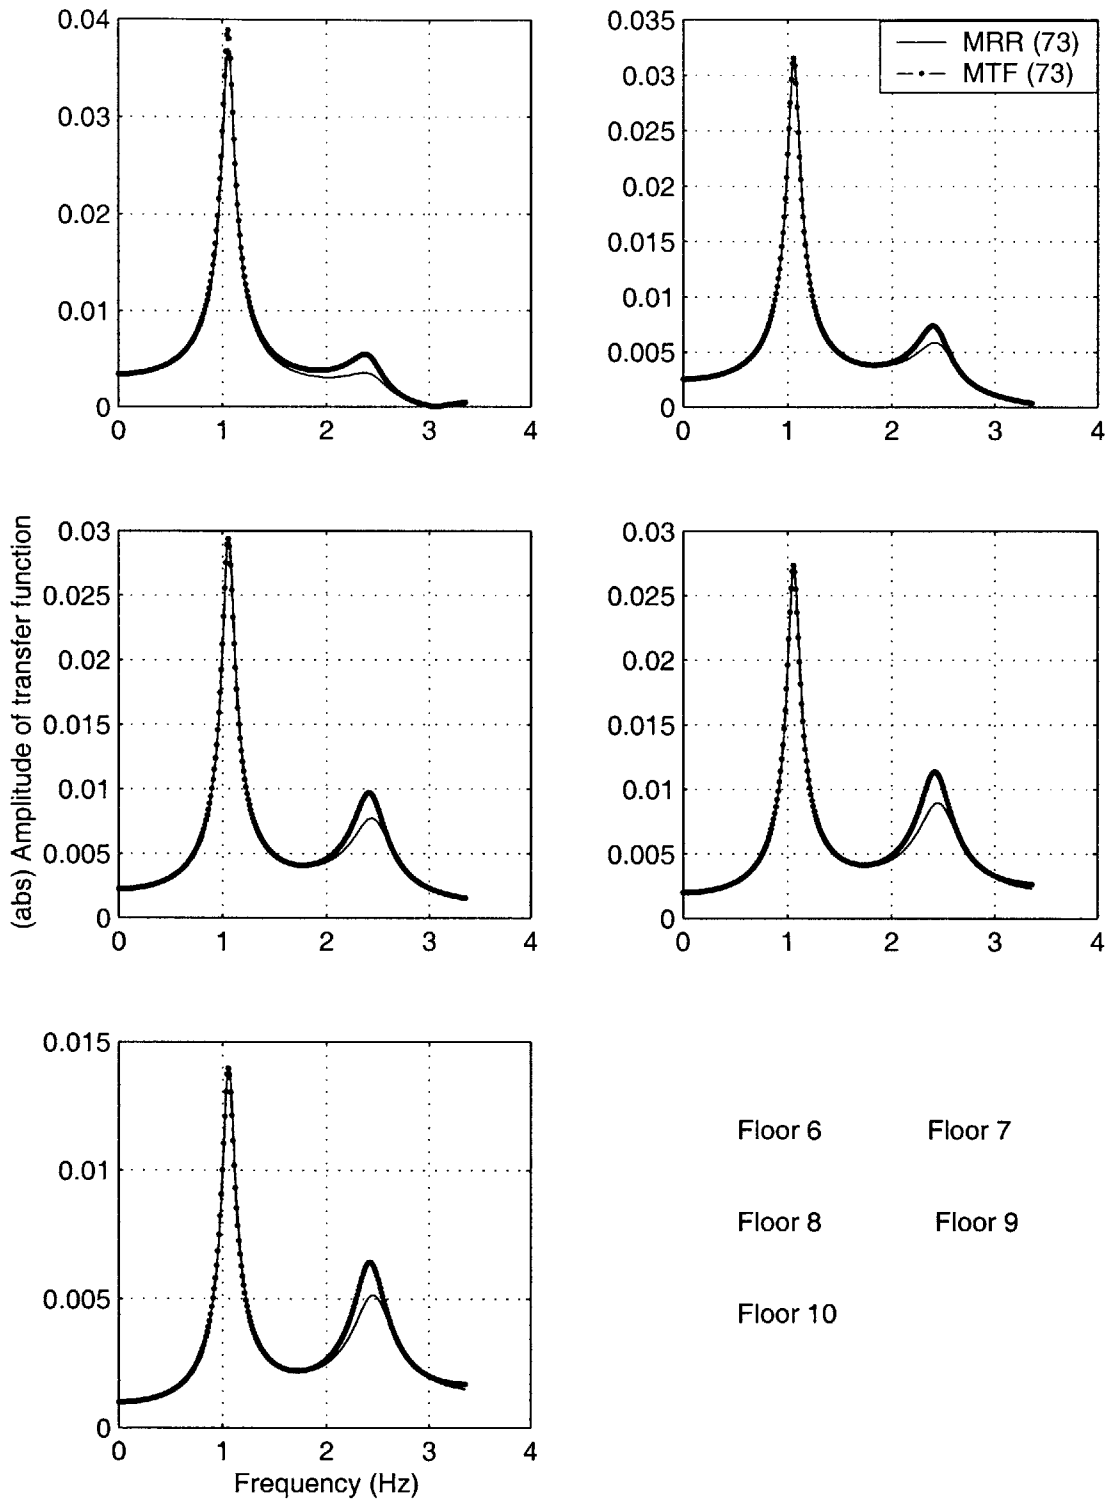 0.04
0.03
0.02
0.01
0
0 1 2 3 4
0.035
0.03
0.025
0.02
0.015
0.01
0.005
0
0 1 2 3 4
MRR (73)
MTF (73)
(abs) Amplitude of transfer function
0.03
0.025
0.02
0.015
0.01
0.005
0
0 1 2 3 4
0.03
0.025
0.02
0.015
0.01
0.005
0
0 1 2 3 4
0.015
0.01
0.005
0
0 1 2 3 4
Frequency (Hz)
Floor 6 Floor 7
Floor 8 Floor 9
Floor 10